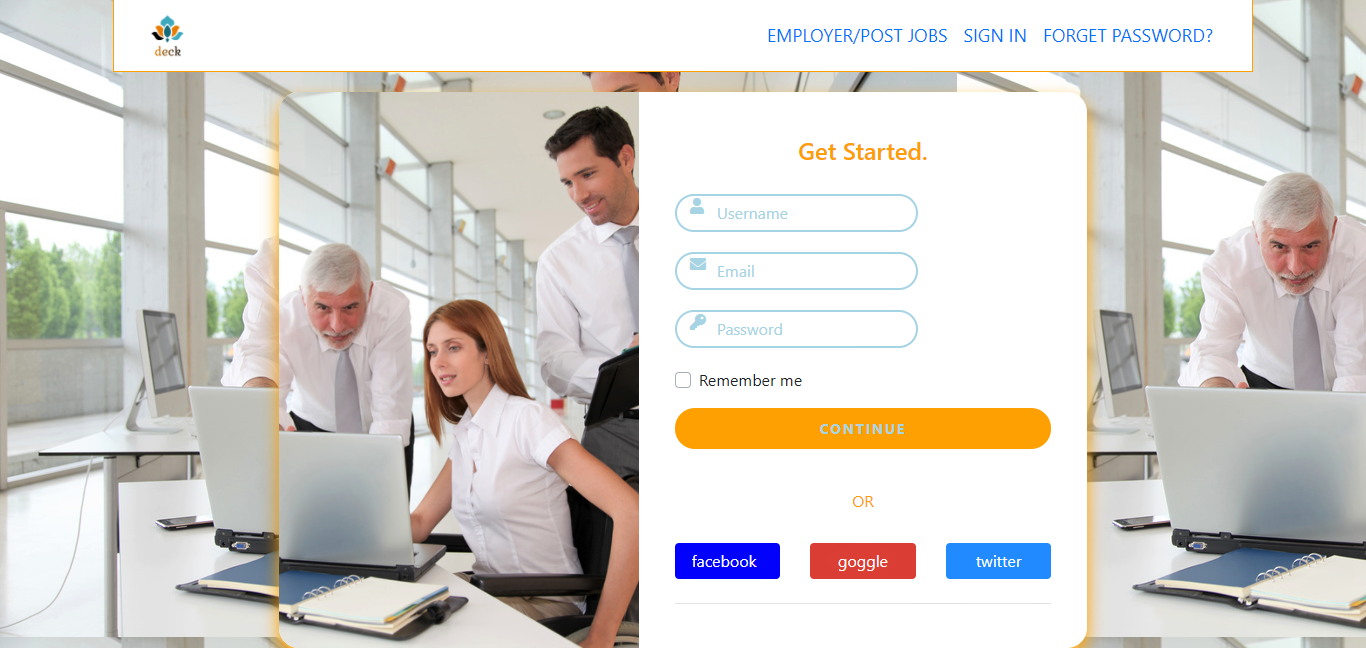 deck
EMPLOYER/POST JOBS SIGN IN FORGET PASSWORD?
Get Started.
Username
Email
Password
Remember me
CONTINUE
OR
facebook goggle twitter